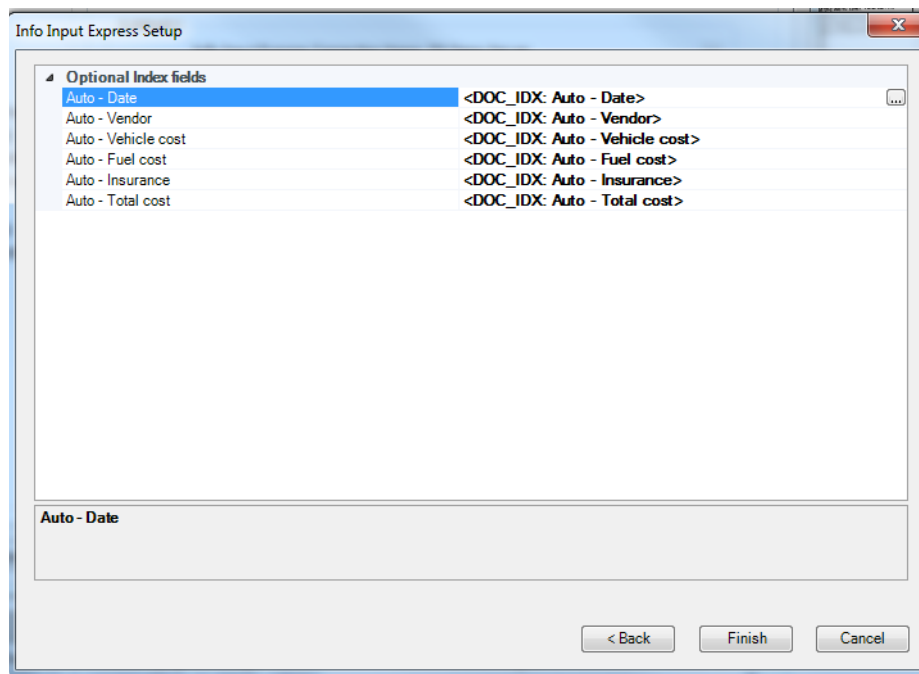 Info Input Express Setup
Optional Index fields
Auto - Date <DOC_IDX: Auto - Date> ...
Auto - Vendor <DOC_IDX: Auto - Vendor>
Auto - Vehicle cost <DOC_IDX: Auto - Vehicle cost>
Auto - Fuel cost <DOC_IDX: Auto - Fuel cost>
Auto - Insurance <DOC_IDX: Auto - Insurance>
Auto - Total cost <DOC_IDX: Auto - Total cost>
Auto - Date
< Back Finish Cancel